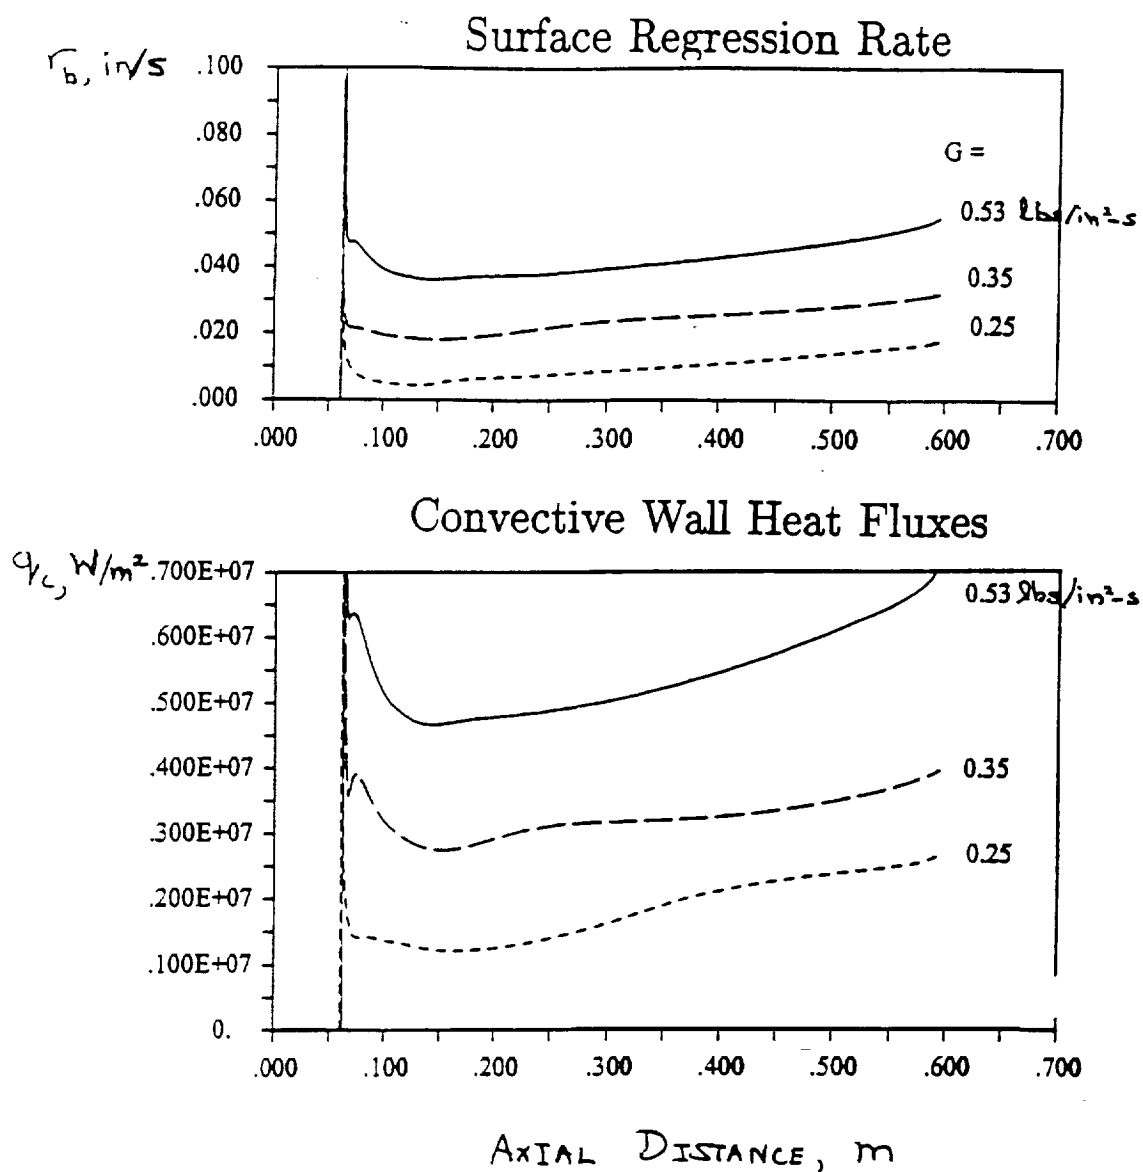 Surface Regression Rate
r_b, in/s
.100
.080
.060
.040
.020
.000
G =
0.53 lbs/in²-s
0.35
0.25
.000 .100 .200 .300 .400 .500 .600 .700
Convective Wall Heat Fluxes
q_c, W/m²
.700E+07
.600E+07
.500E+07
.400E+07
.300E+07
.200E+07
.100E+07
0.
0.53 lbs/in²-s
0.35
0.25
.000 .100 .200 .300 .400 .500 .600 .700
AXIAL DISTANCE, m